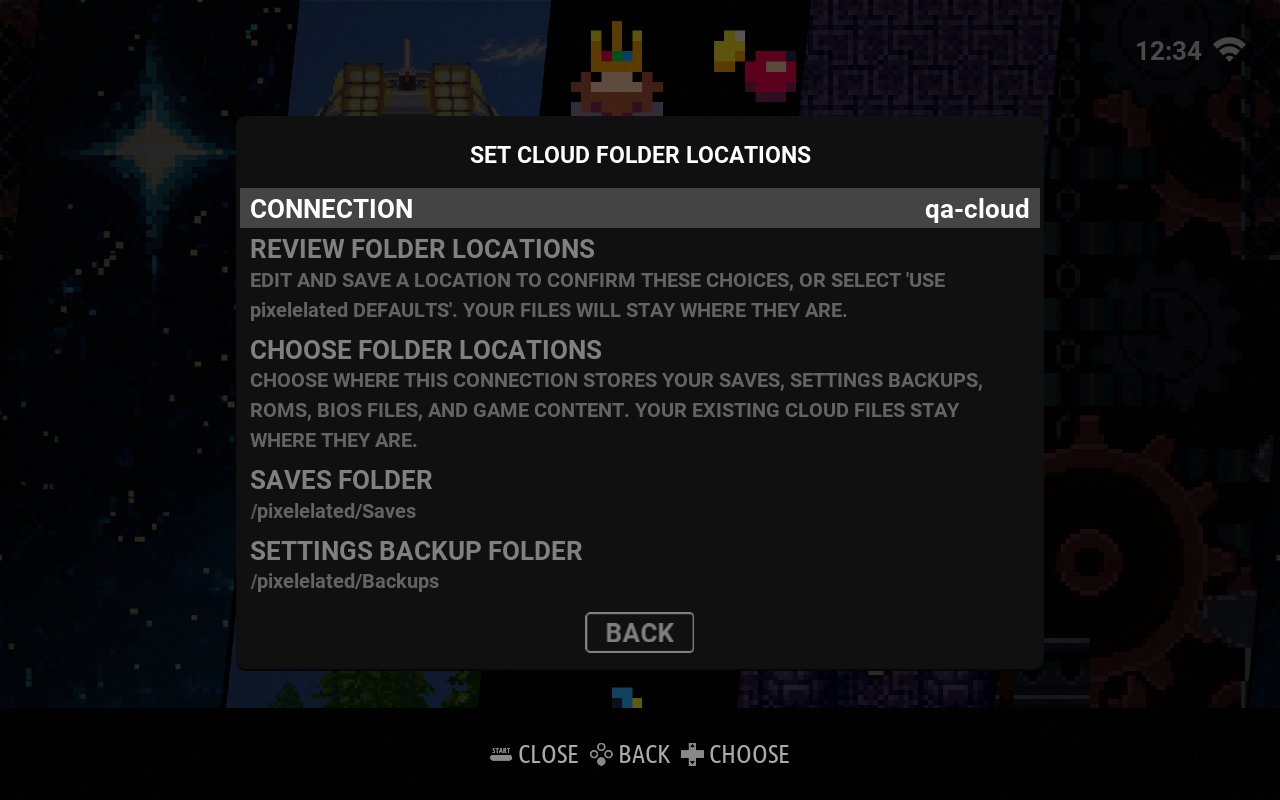 12:34
SET CLOUD FOLDER LOCATIONS
CONNECTION qa-cloud
REVIEW FOLDER LOCATIONS
EDIT AND SAVE A LOCATION TO CONFIRM THESE CHOICES, OR SELECT 'USE
pixelelated DEFAULTS'. YOUR FILES WILL STAY WHERE THEY ARE.
CHOOSE FOLDER LOCATIONS
CHOOSE WHERE THIS CONNECTION STORES YOUR SAVES, SETTINGS BACKUPS,
ROMS, BIOS FILES, AND GAME CONTENT. YOUR EXISTING CLOUD FILES STAY
WHERE THEY ARE.
SAVES FOLDER
/pixelelated/Saves
SETTINGS BACKUP FOLDER
/pixelelated/Backups
BACK
START CLOSE BACK CHOOSE